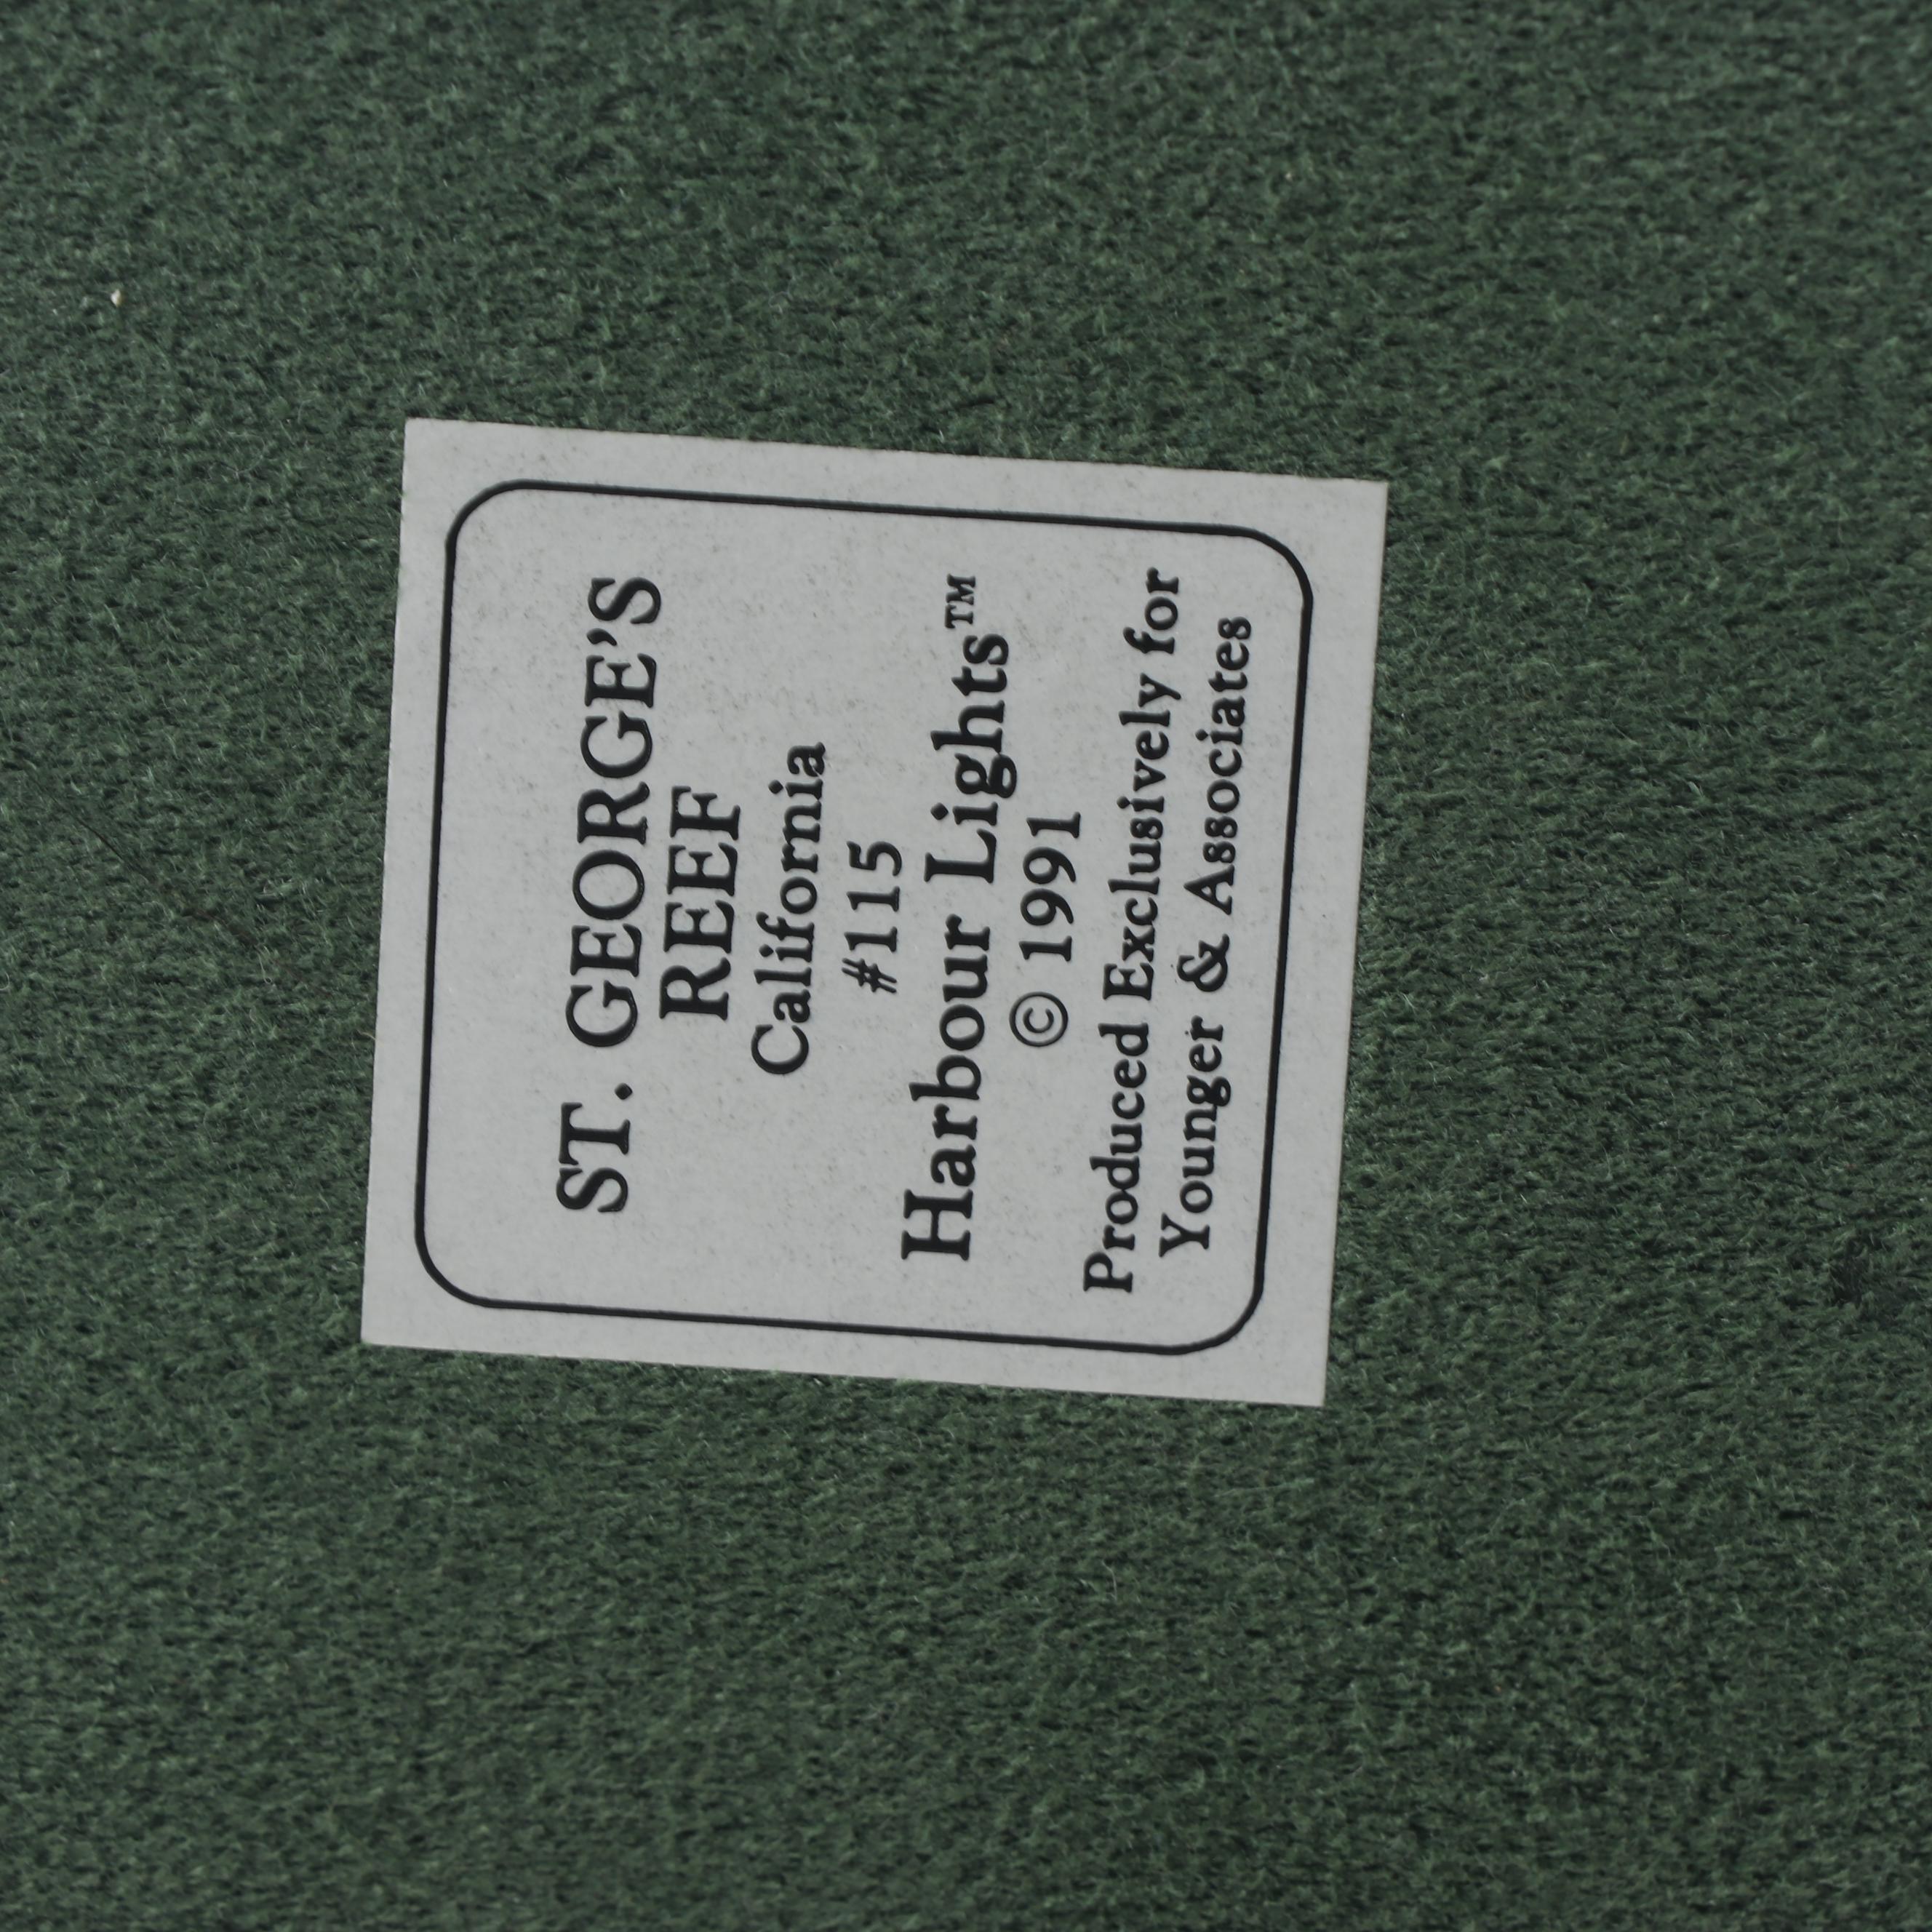 ST. GEORGE'S
REEF
California
#115
Harbour Lights™
© 1991
Produced Exclusively for
Younger & Associates